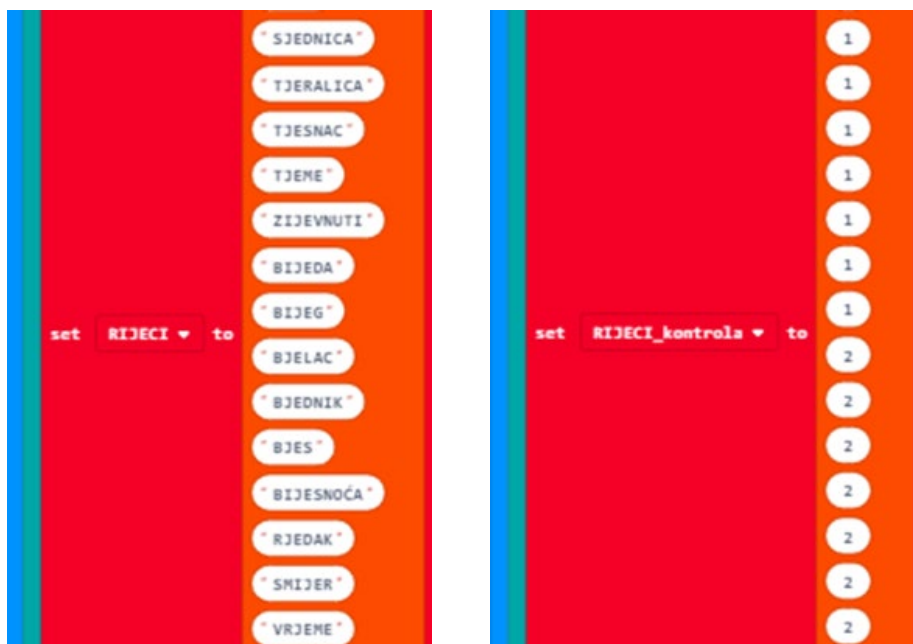 "SJEDNICA"
"TJERALICA"
"TJESNAC"
"TJEME"
"ZIJEVNUTI"
"BIJEDA"
"BIJEG"
set RIJECI to
"BJELAC"
"BJEDNIK"
"BJES"
"BIJESNOĆA"
"RJEDAK"
"SMIJER"
"VRJEME"
1
1
1
1
1
1
1
set RIJECI_kontrola to
2
2
2
2
2
2
2